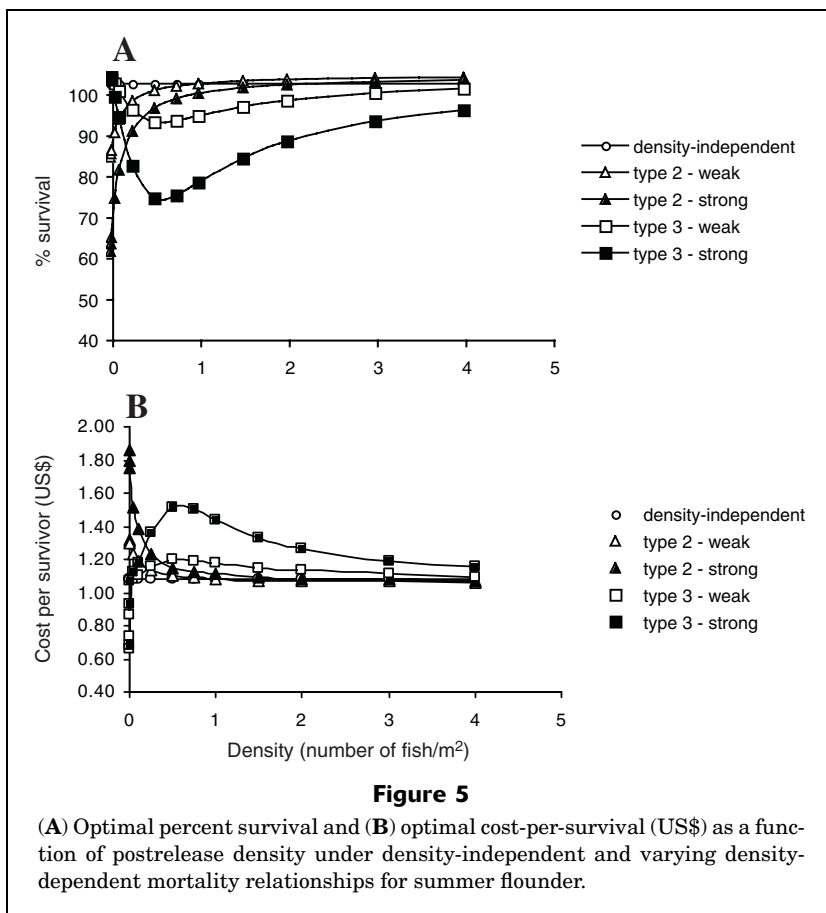 A
% survival
100
90
80
70
60
50
40
0 1 2 3 4 5
density-independent
type 2 - weak
type 2 - strong
type 3 - weak
type 3 - strong
B
Cost per survivor (US$)
2.00
1.80
1.60
1.40
1.20
1.00
0.80
0.60
0.40
0 1 2 3 4 5
Density (number of fish/m²)
density-independent
type 2 - weak
type 2 - strong
type 3 - weak
type 3 - strong
Figure 5
(A) Optimal percent survival and (B) optimal cost-per-survival (US$) as a func-
tion of postrelease density under density-independent and varying density-
dependent mortality relationships for summer flounder.